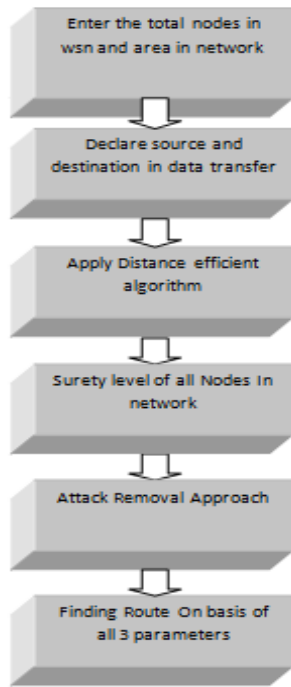 Enter the total nodes in
wsn and area in network
Declare source and
destination in data transfer
Apply Distance efficient
algorithm
Surety level of all Nodes In
network
Attack Removal Approach
Finding Route On basis of
all 3 parameters